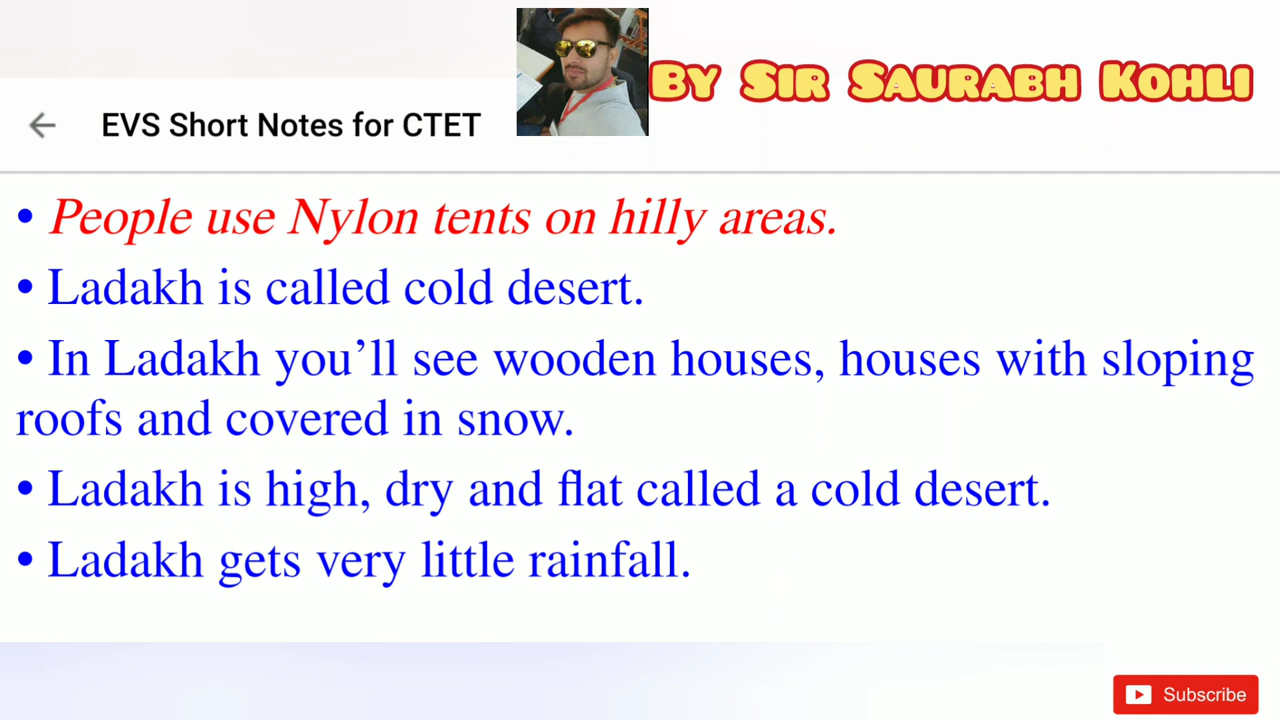 By Sir Saurabh Kohli
EVS Short Notes for CTET
• People use Nylon tents on hilly areas.
• Ladakh is called cold desert.
• In Ladakh you’ll see wooden houses, houses with sloping
roofs and covered in snow.
• Ladakh is high, dry and flat called a cold desert.
• Ladakh gets very little rainfall.
Subscribe